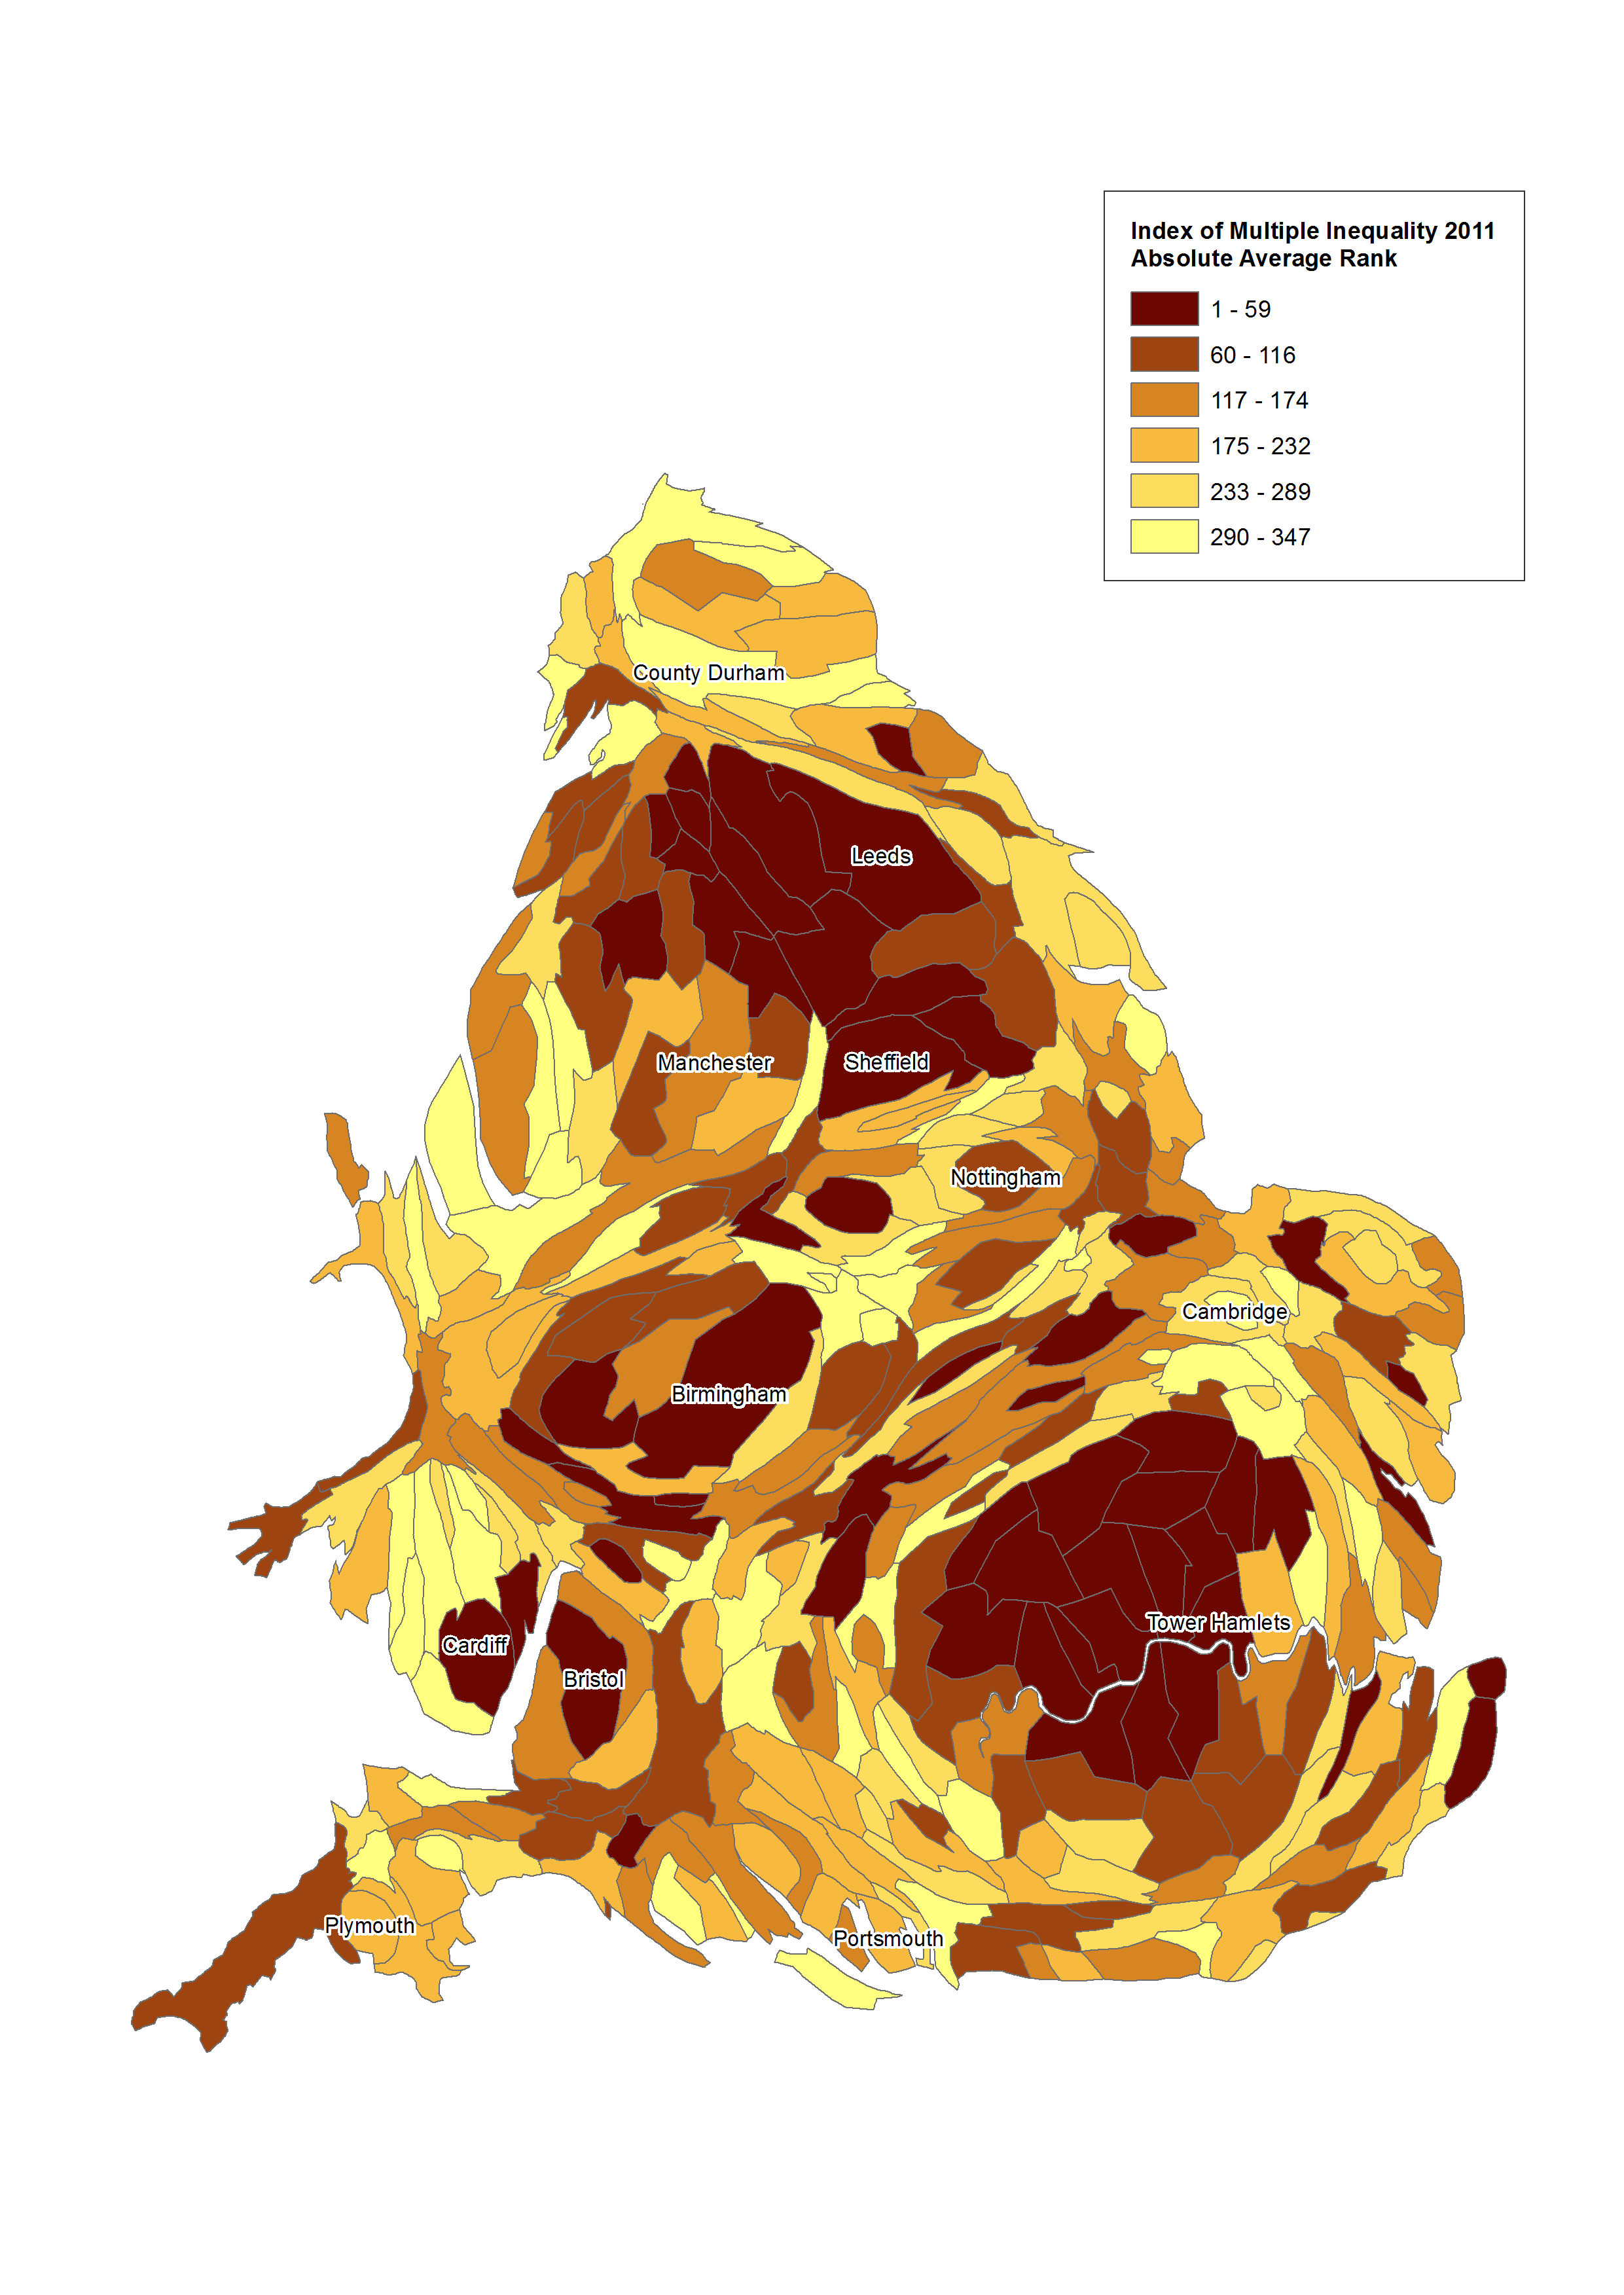 Index of Multiple Inequality 2011
Absolute Average Rank
1 - 59
60 - 116
117 - 174
175 - 232
233 - 289
290 - 347
County Durham
Leeds
Manchester
Sheffield
Nottingham
Cambridge
Birmingham
Tower Hamlets
Cardiff
Bristol
Plymouth
Portsmouth